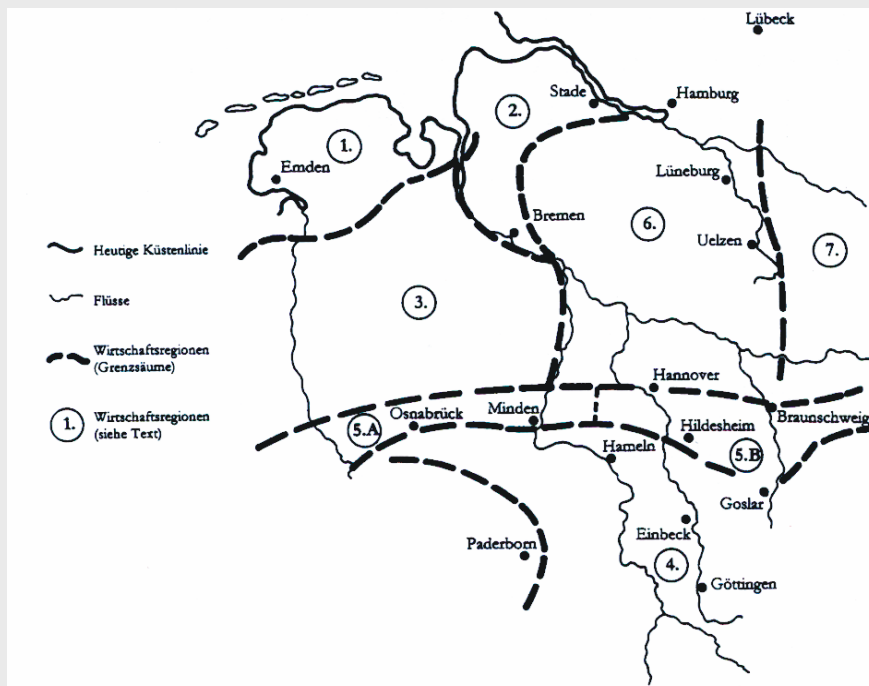 Lübeck
Stade
Hamburg
2.
1.
Emden
Lüneburg
Bremen
6.
Uelzen
7.
Heutige Küstenlinie
Flüsse
3.
Wirtschaftsregionen
(Grenzsäume)
Hannover
1.
Wirtschaftsregionen
(siehe Text)
5.A
Osnabrück
Minden
Hildesheim
Braunschweig
Hameln
5.B
Goslar
Einbeck
Paderborn
4.
Göttingen